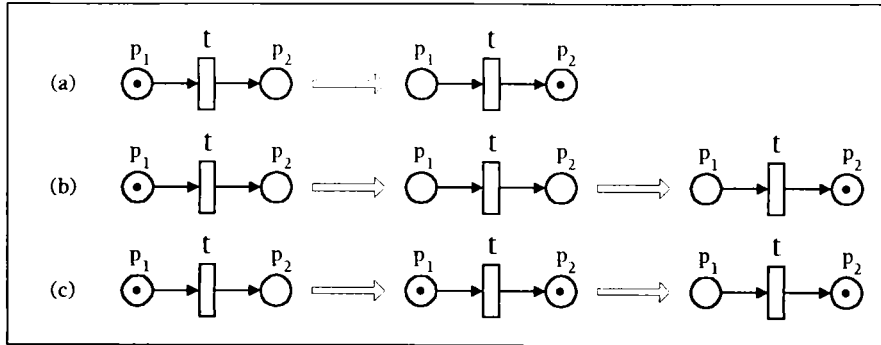 p1 t p2 p1 t p2
(a)
p1 t p2 p1 t p2 p1 t p2
(b)
p1 t p2 p1 t p2 p1 t p2
(c)